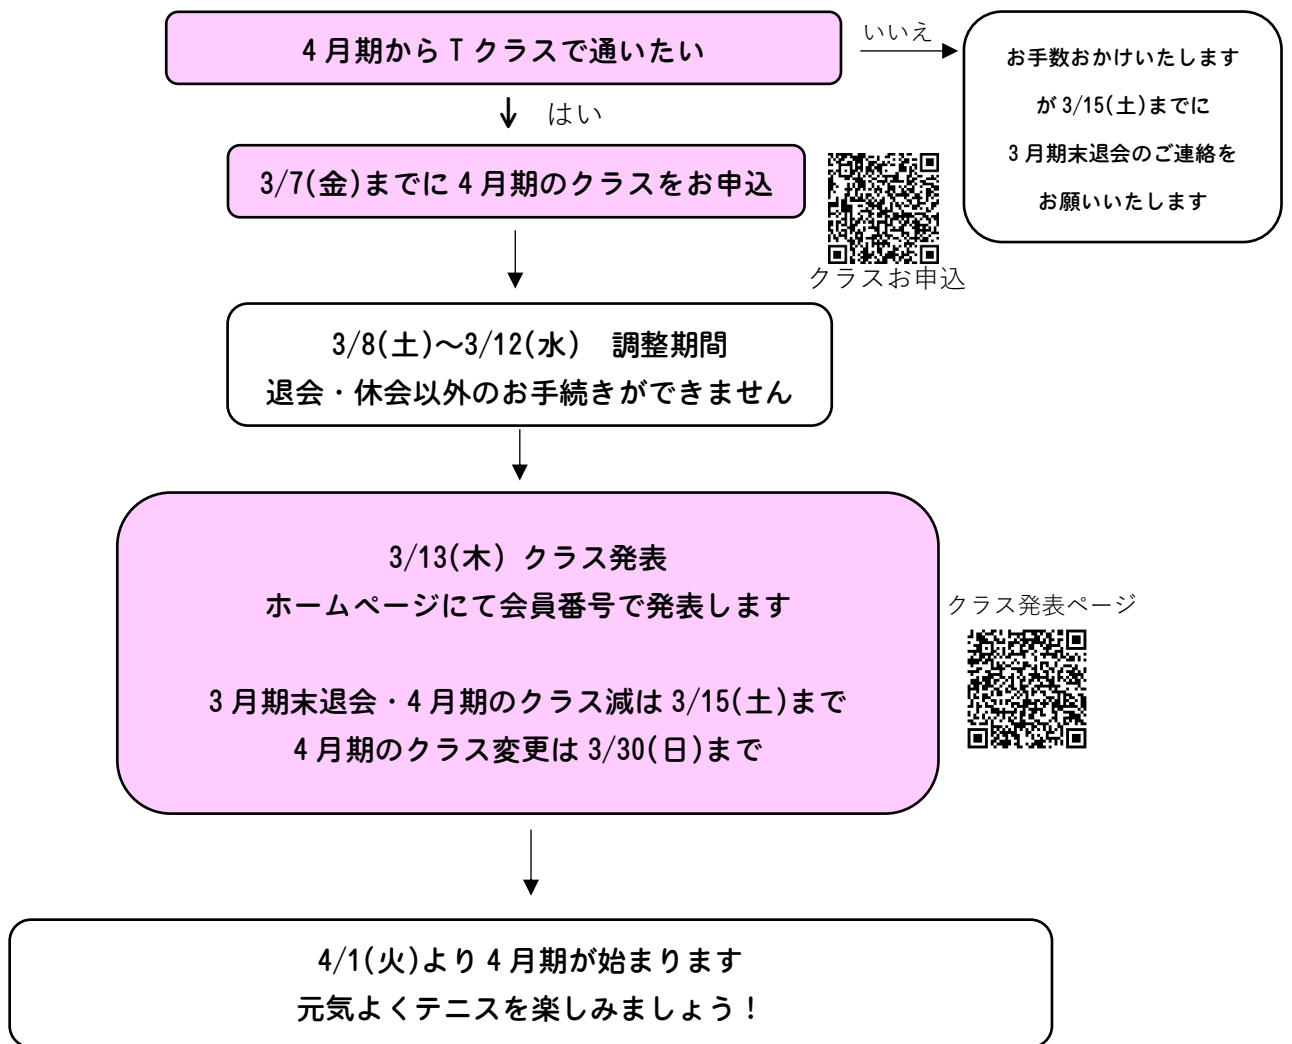 4月期からTクラスで通いたい
いいえ
お手数おかけいたします
が3/15(土)までに
3月期末退会のご連絡を
お願いいたします
はい
3/7(金)までに4月期のクラスをお申込
クラスお申込
3/8(土)～3/12(水)　調整期間
退会・休会以外のお手続きができません
3/13(木) クラス発表
ホームページにて会員番号で発表します
3月期末退会・4月期のクラス減は3/15(土)まで
4月期のクラス変更は3/30(日)まで
クラス発表ページ
4/1(火)より4月期が始まります
元気よくテニスを楽しみましょう！